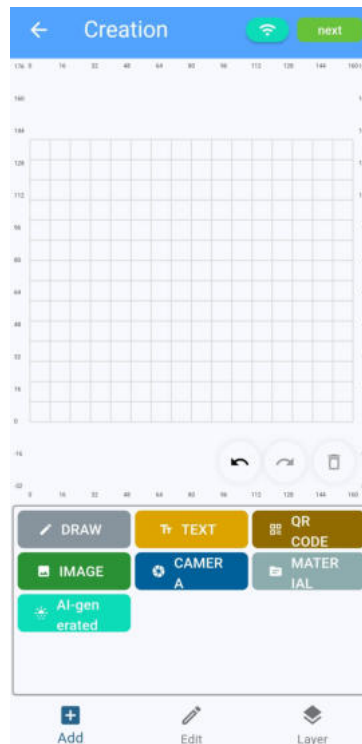 Creation
next
176 0 16 32 48 64 80 96 112 128 144 160
160
144
128
112
96
80
64
48
32
16
0
-16
-32
0 16 32 48 64 80 96 112 128 144 160
DRAW
TEXT
QR
CODE
IMAGE
CAMER
A
MATER
IAL
AI-gen
erated
Add
Edit
Layer